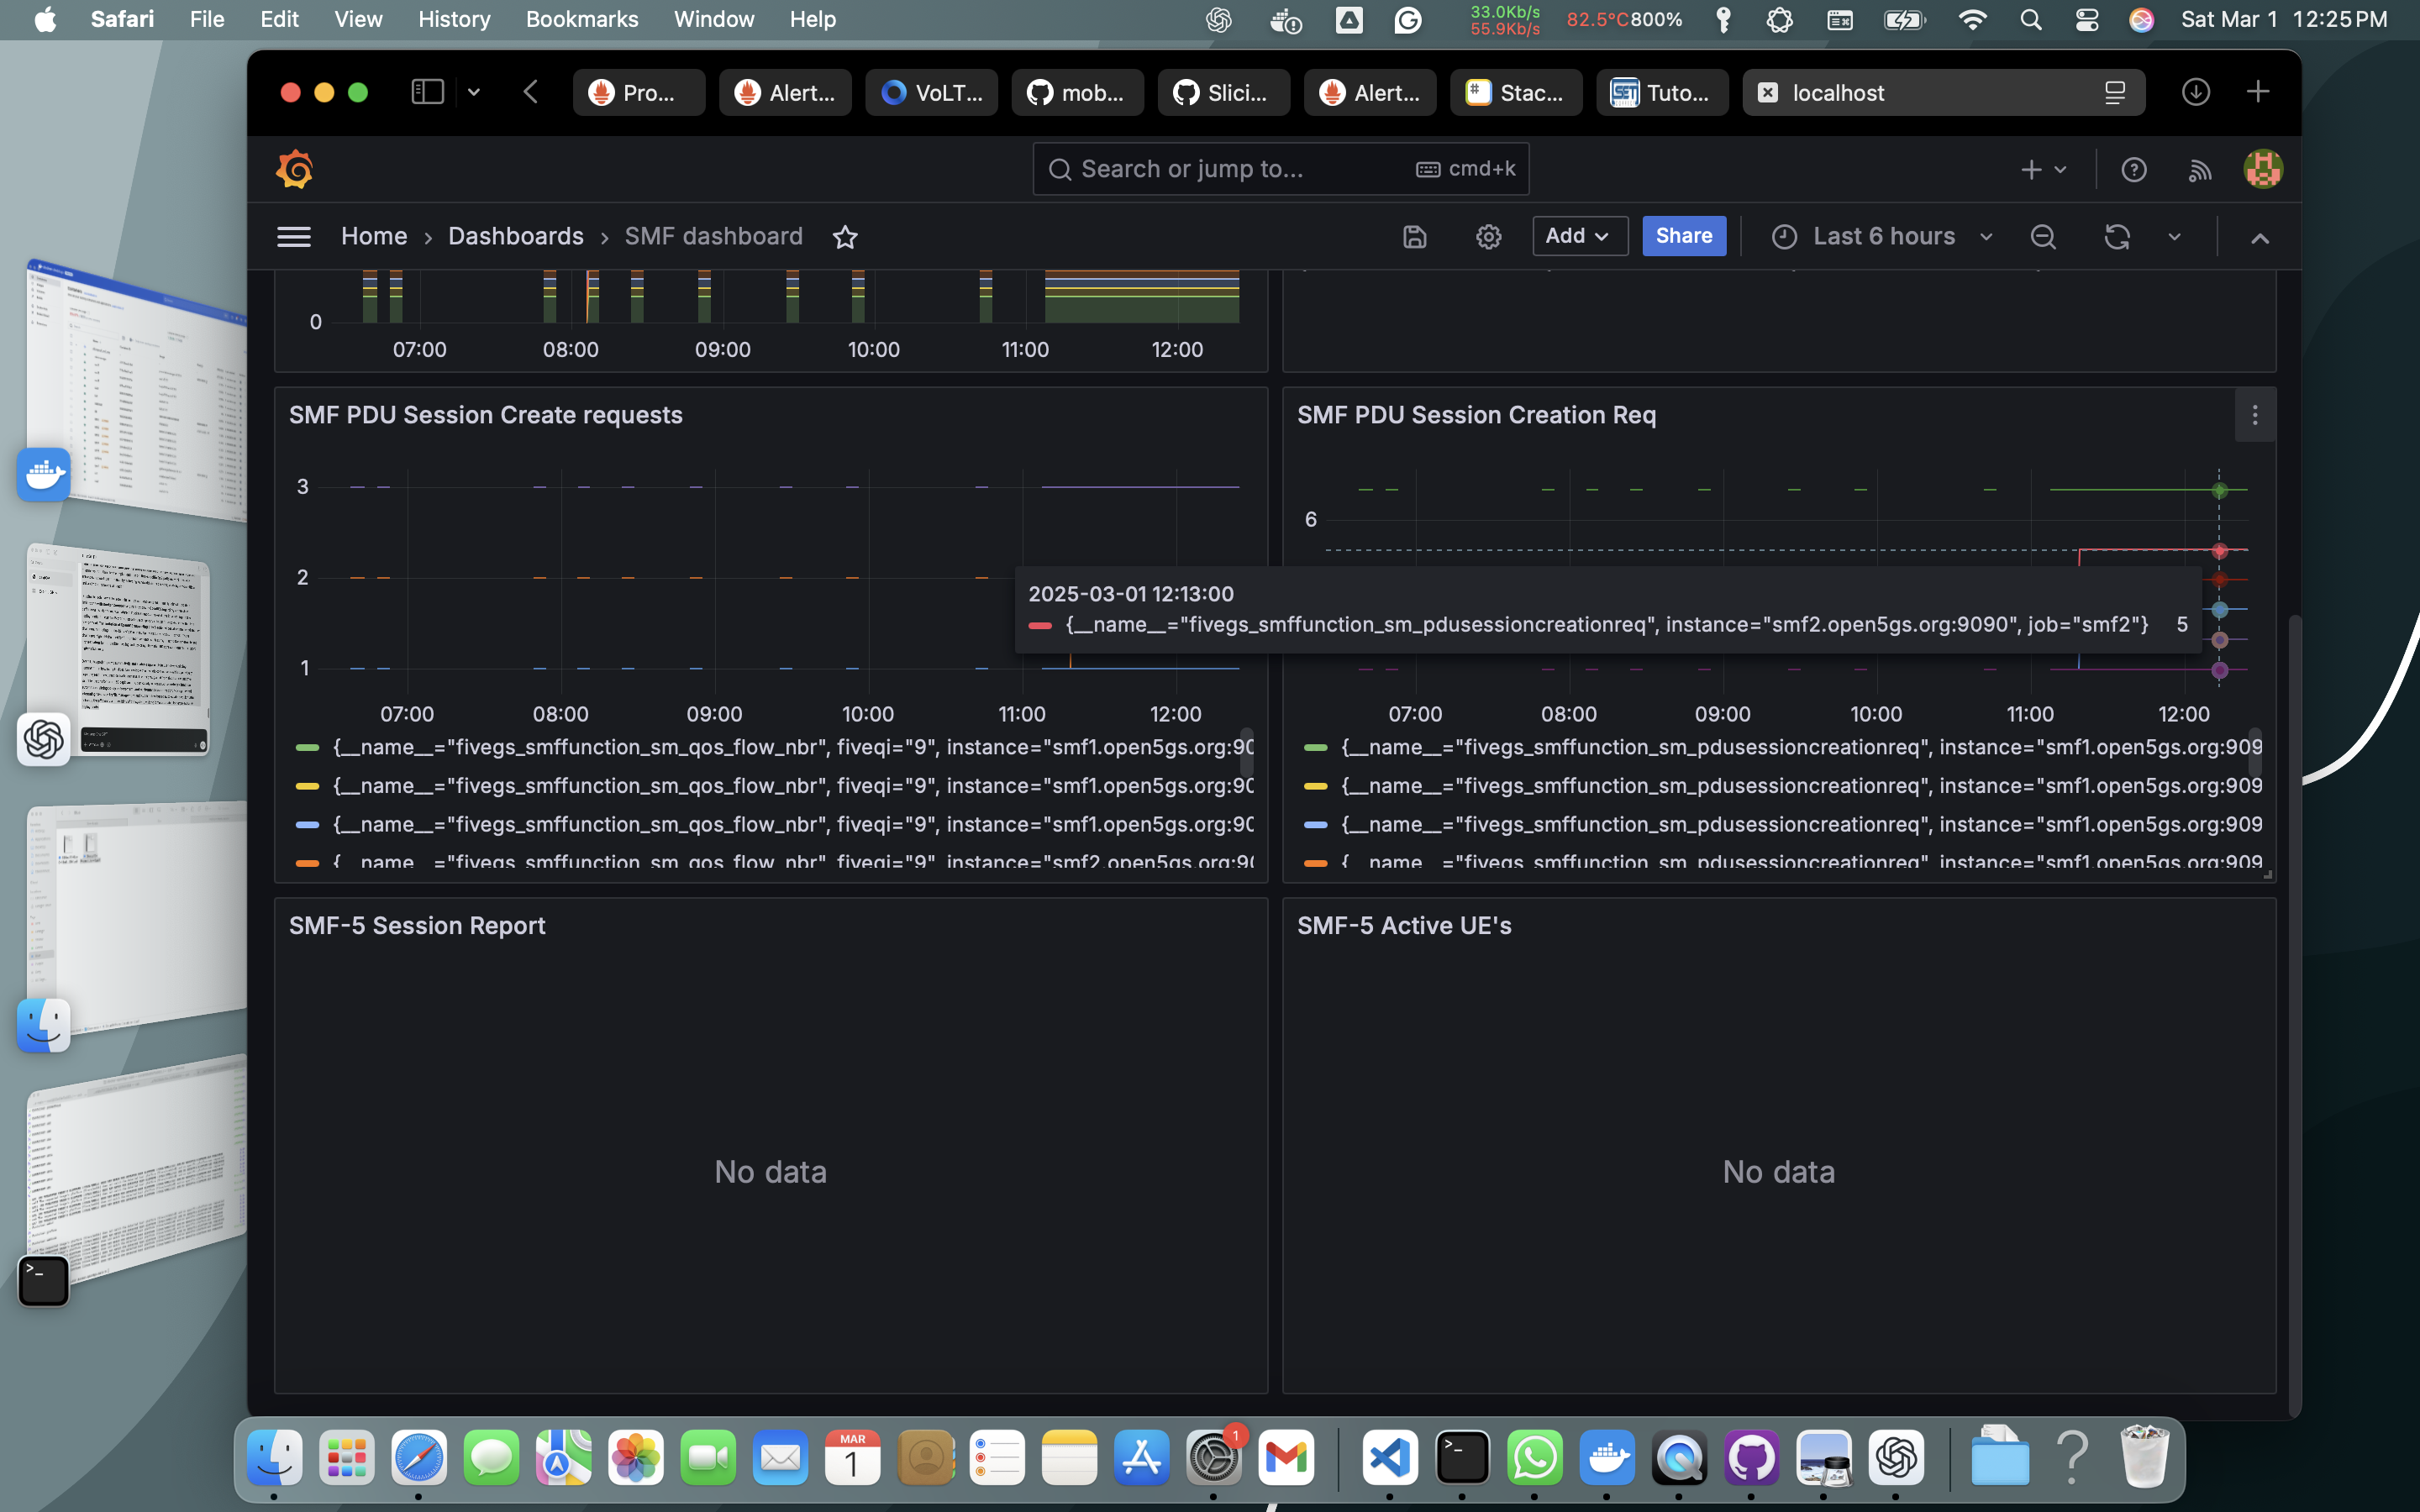 Safari File Edit View History Bookmarks Window Help 33.0Kb/s 55.9Kb/s 82.5°C800% Sat Mar 1 12:25 PM
Pro... Alert... VoLT... mob... Slici... Alert... Stac... Tuto... localhost
Search or jump to... cmd+k
Home › Dashboards › SMF dashboard Add Share Last 6 hours
0
07:00 08:00 09:00 10:00 11:00 12:00
SMF PDU Session Create requests
3
2
1
07:00 08:00 09:00 10:00 11:00 12:00
{__name__="fivegs_smffunction_sm_qos_flow_nbr", fiveqi="9", instance="smf1.open5gs.org:90
{__name__="fivegs_smffunction_sm_qos_flow_nbr", fiveqi="9", instance="smf1.open5gs.org:90
{__name__="fivegs_smffunction_sm_qos_flow_nbr", fiveqi="9", instance="smf1.open5gs.org:90
{__name__="fivegs_smffunction_sm_qos_flow_nbr", fiveqi="9", instance="smf2.open5gs.org:90
SMF PDU Session Creation Req
6
2025-03-01 12:13:00
{__name__="fivegs_smffunction_sm_pdusessioncreationreq", instance="smf2.open5gs.org:9090", job="smf2"} 5
07:00 08:00 09:00 10:00 11:00 12:00
{__name__="fivegs_smffunction_sm_pdusessioncreationreq", instance="smf1.open5gs.org:909
{__name__="fivegs_smffunction_sm_pdusessioncreationreq", instance="smf1.open5gs.org:909
{__name__="fivegs_smffunction_sm_pdusessioncreationreq", instance="smf1.open5gs.org:909
{__name__="fivegs_smffunction_sm_pdusessioncreationreq", instance="smf1.open5gs.org:909
SMF-5 Session Report
No data
SMF-5 Active UE's
No data
MAR
1
1